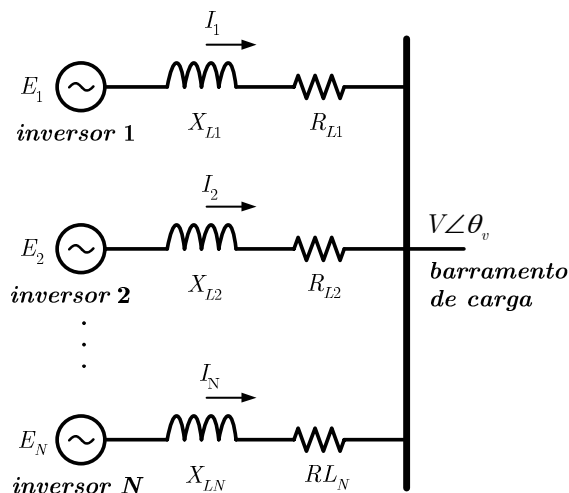 I1
E1
inversor 1
XL1
RL1
I2
E2
inversor 2
XL2
RL2
V∠θv
barramento
de carga
IN
EN
inversor N
XLN
RLN